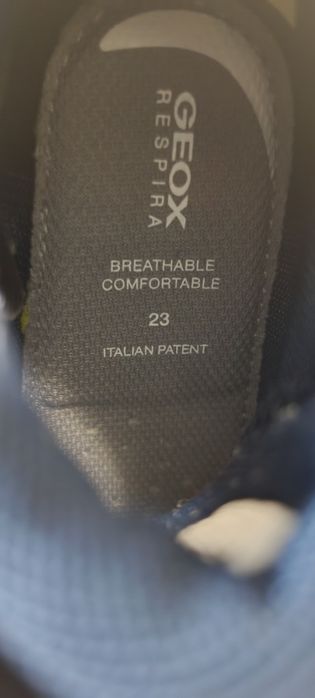 GEOX
RESPIRA
BREATHABLE
COMFORTABLE
23
ITALIAN PATENT